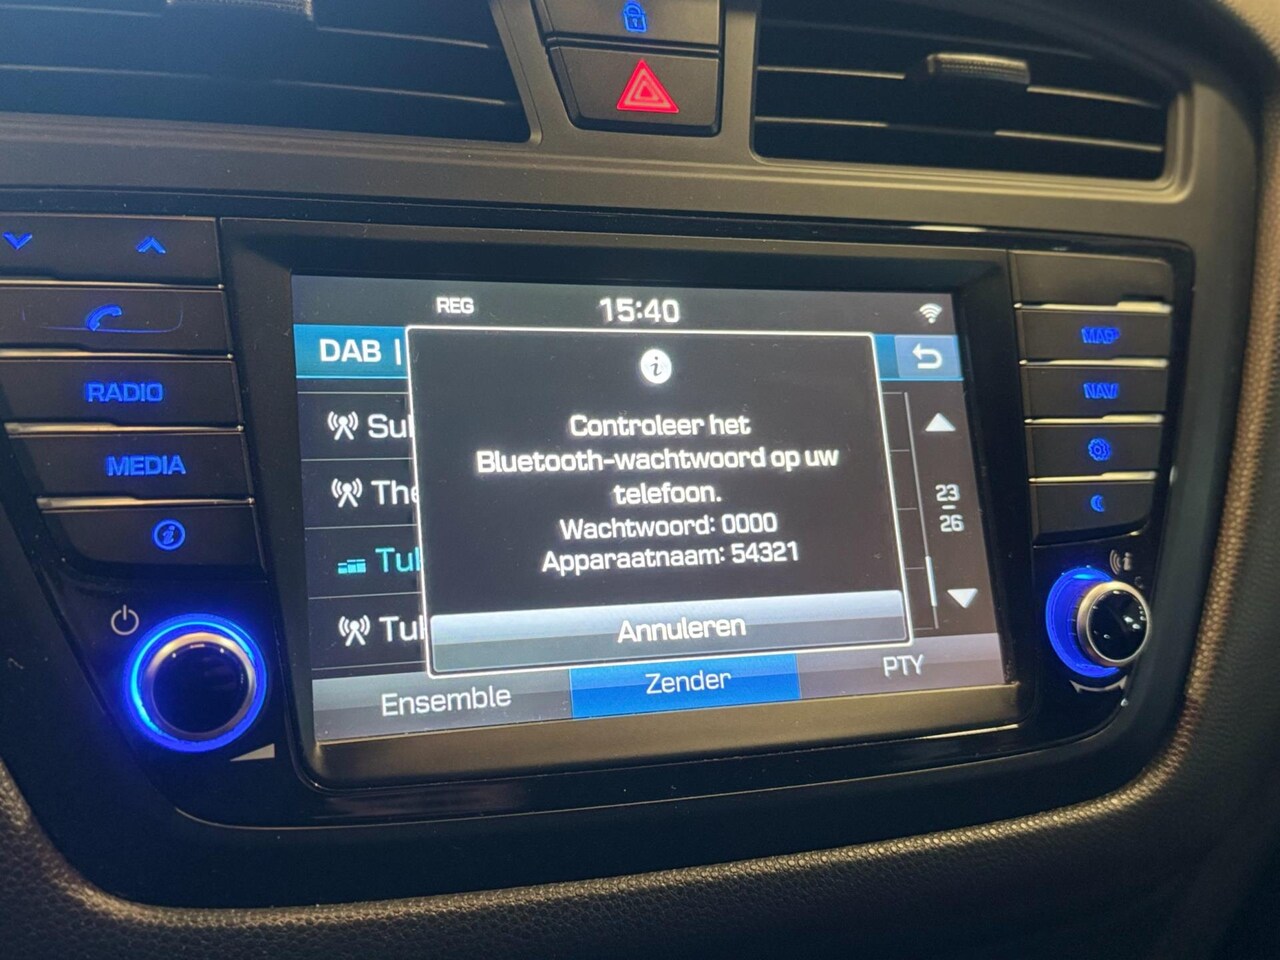 REG 15:40
DAB |
RADIO
MEDIA
MAP
NAV
Controleer het
Bluetooth-wachtwoord op uw
telefoon.
Wachtwoord: 0000
Apparaatnaam: 54321
Annuleren
23
26
Ensemble Zender PTY